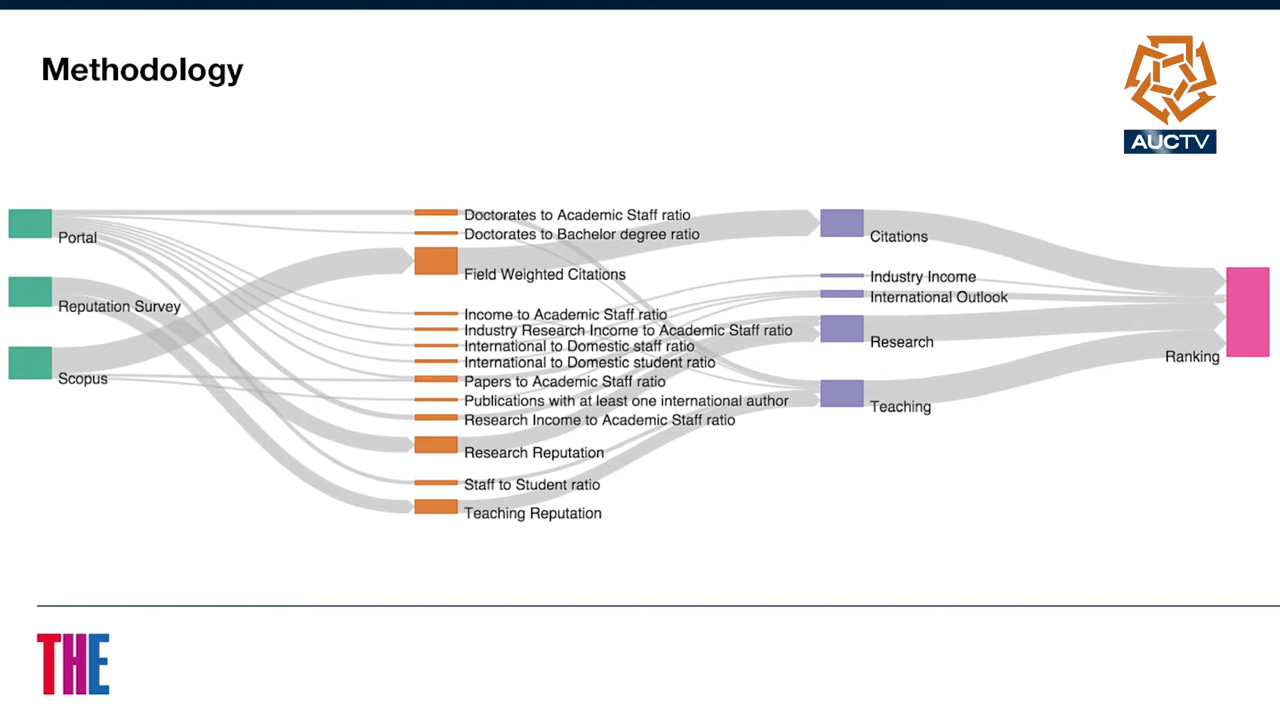 Methodology
AUCTV
Portal
Reputation Survey
Scopus
Doctorates to Academic Staff ratio
Doctorates to Bachelor degree ratio
Field Weighted Citations
Income to Academic Staff ratio
Industry Research Income to Academic Staff ratio
International to Domestic staff ratio
International to Domestic student ratio
Papers to Academic Staff ratio
Publications with at least one international author
Research Income to Academic Staff ratio
Research Reputation
Staff to Student ratio
Teaching Reputation
Citations
Industry Income
International Outlook
Research
Teaching
Ranking
THE